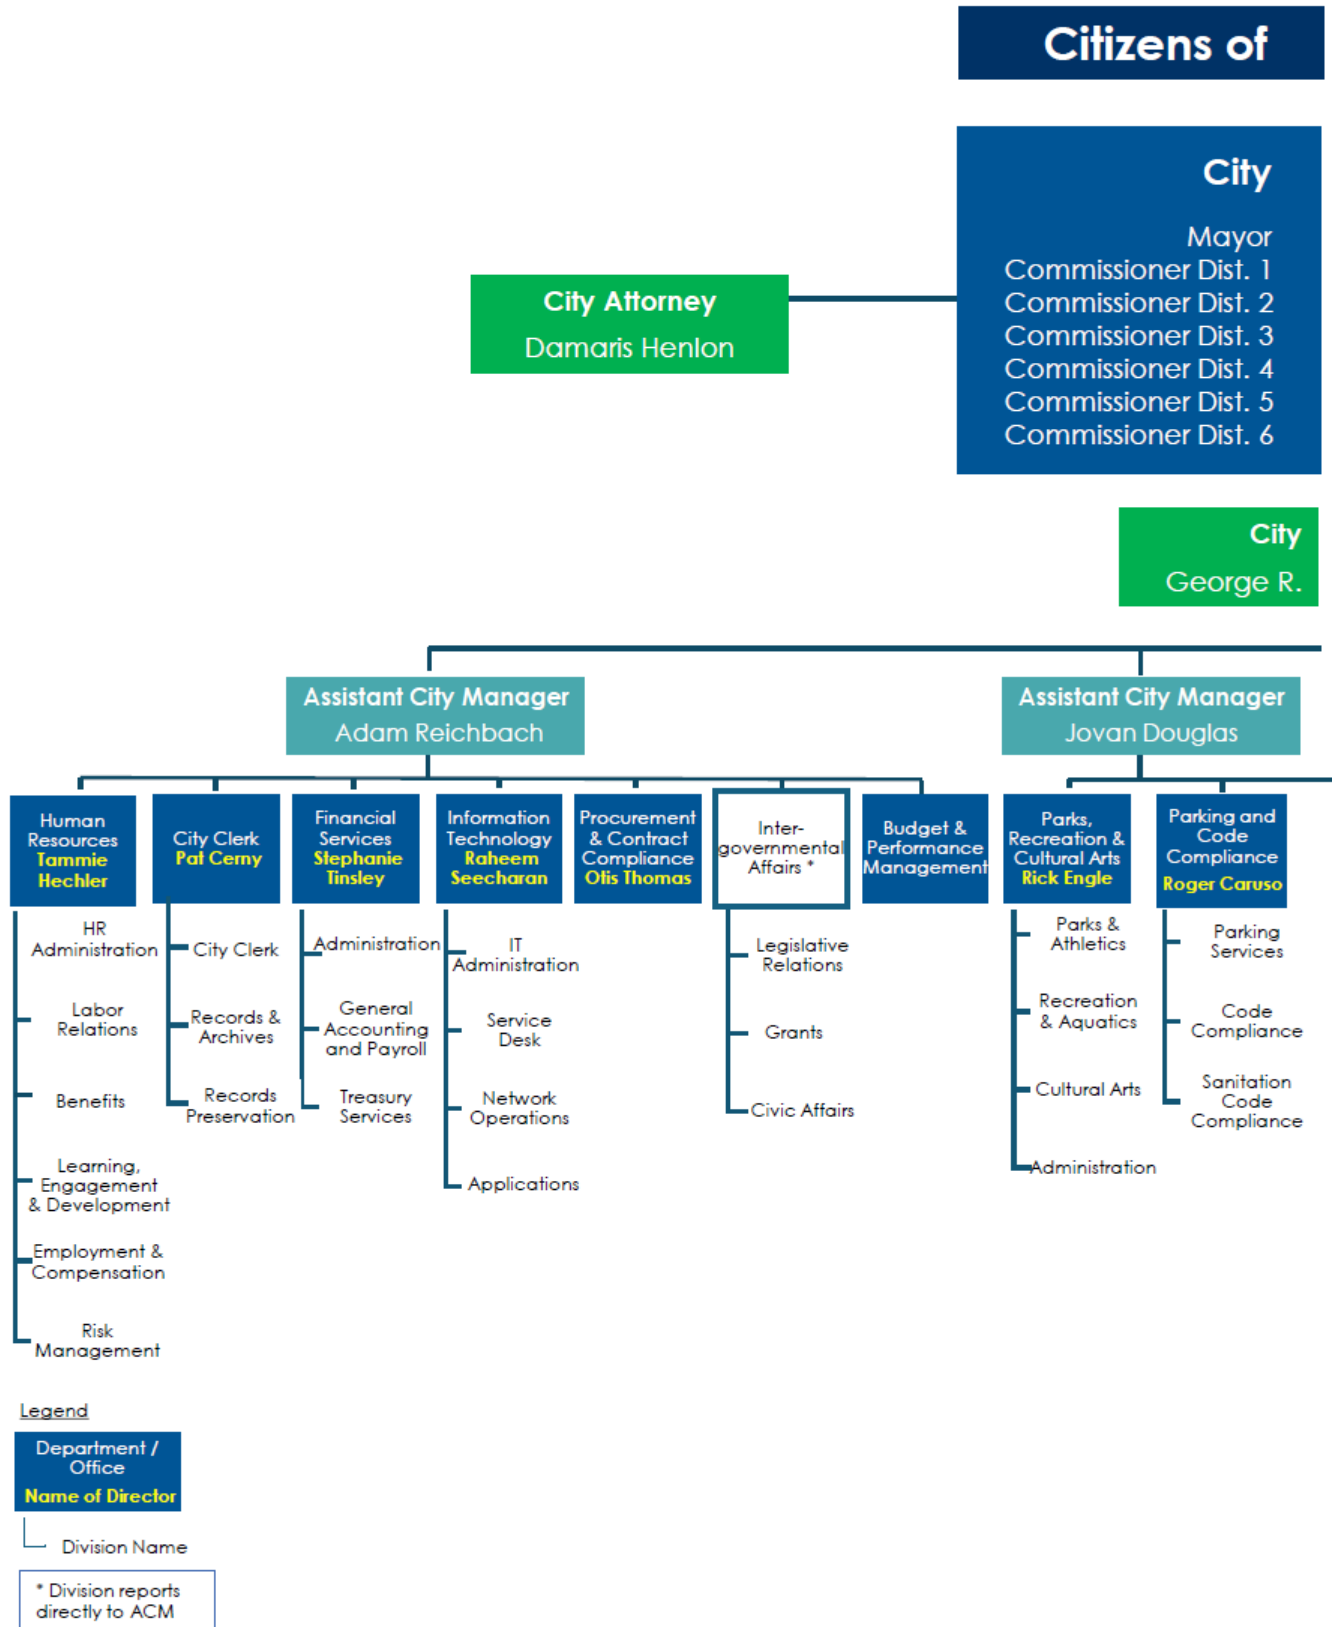 Citizens of
City
Mayor
Commissioner Dist. 1
Commissioner Dist. 2
Commissioner Dist. 3
Commissioner Dist. 4
Commissioner Dist. 5
Commissioner Dist. 6
City Attorney
Damaris Henlon
City
George R.
Assistant City Manager
Adam Reichbach
Assistant City Manager
Jovan Douglas
Human
Resources
Tammie
Hechler
HR
Administration
Labor
Relations
Benefits
Learning,
Engagement
& Development
Employment &
Compensation
Risk
Management
City Clerk
Pat Cerny
City Clerk
Records &
Archives
Records
Preservation
Financial
Services
Stephanie
Tinsley
Administration
General
Accounting
and Payroll
Treasury
Services
Information
Technology
Raheem
Seecharan
IT
Administration
Service
Desk
Network
Operations
Applications
Procurement
& Contract
Compliance
Otis Thomas
Inter-
governmental
Affairs *
Legislative
Relations
Grants
Civic Affairs
Budget &
Performance
Management
Parks,
Recreation &
Cultural Arts
Rick Engle
Parks &
Athletics
Recreation
& Aquatics
Cultural Arts
Administration
Parking and
Code
Compliance
Roger Caruso
Parking
Services
Code
Compliance
Sanitation
Code
Compliance
Legend
Department /
Office
Name of Director
Division Name
* Division reports
directly to ACM